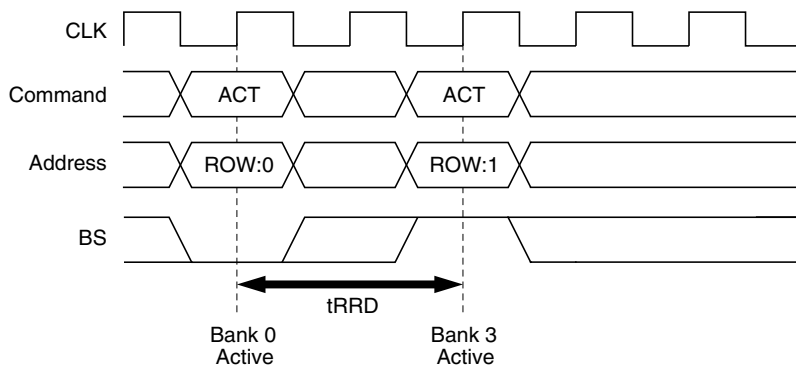 CLK
Command
ACT
ACT
Address
ROW:0
ROW:1
BS
tRRD
Bank 0
Active
Bank 3
Active